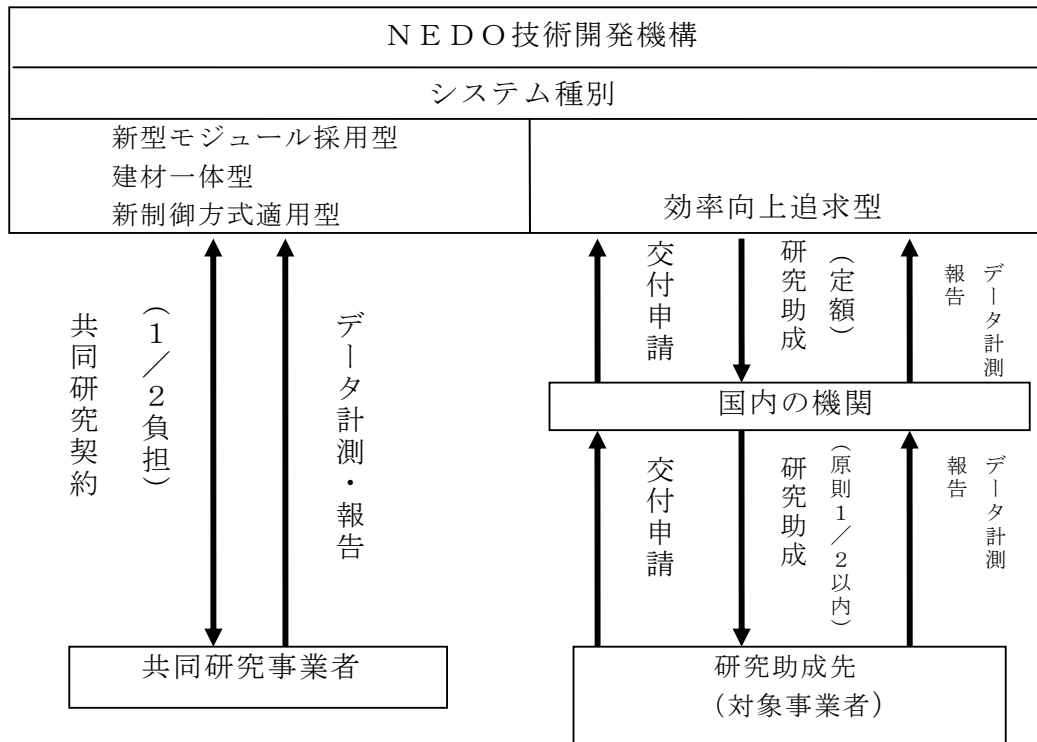 ＮＥＤＯ技術開発機構
システム種別
新型モジュール採用型
建材一体型
新制御方式適用型
効率向上追求型
共同研究契約
（１／２負担）
データ計測・報告
共同研究事業者
交付申請
研究助成
（定額）
データ計測
報告
国内の機関
交付申請
研究助成
（原則１／２以内）
データ計測
報告
研究助成先
（対象事業者）